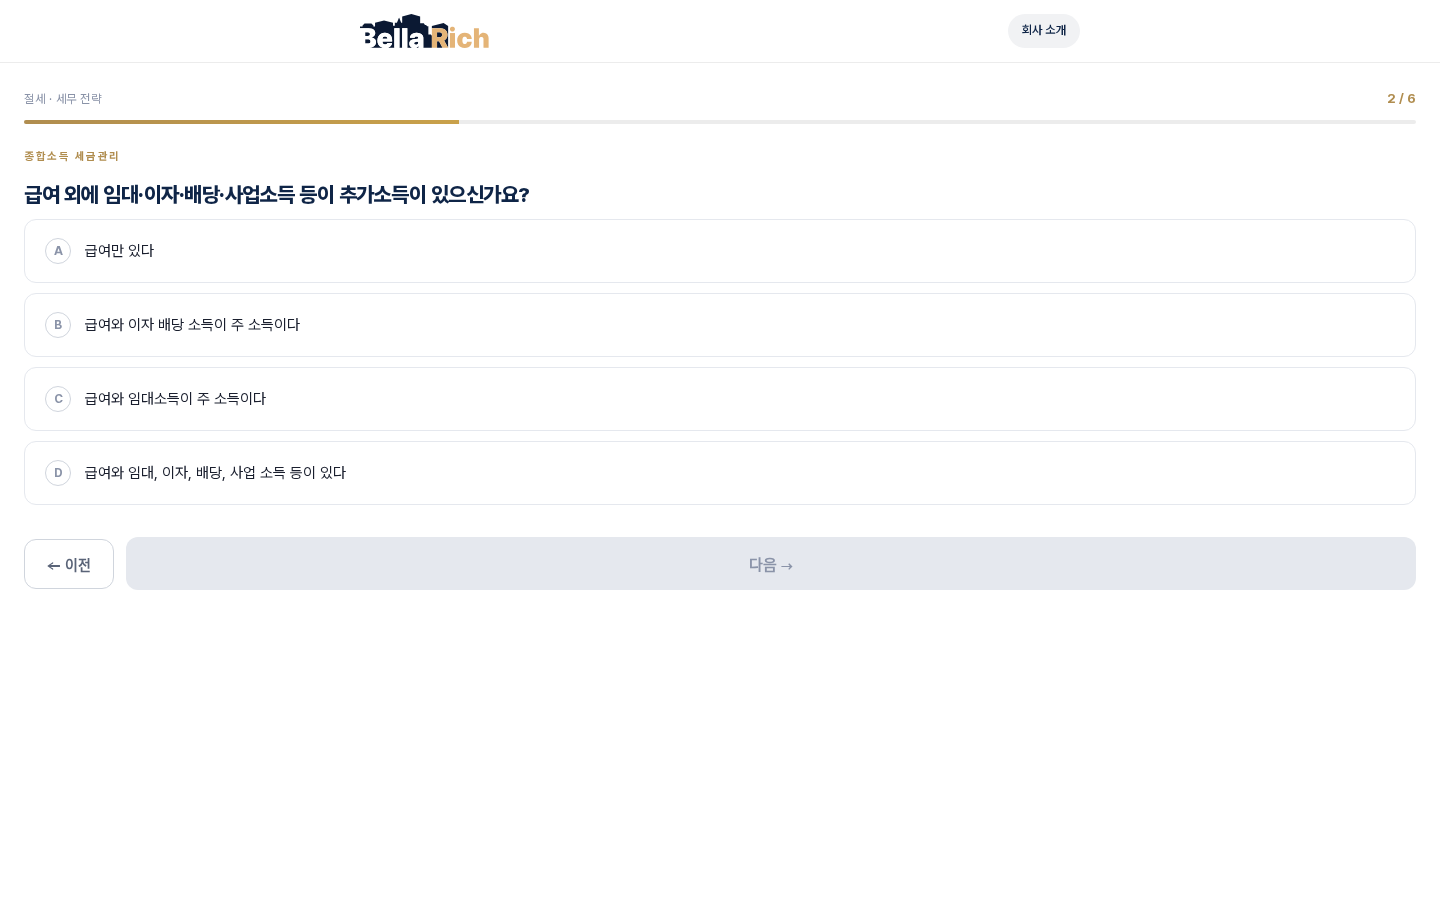 Bella Rich
회사 소개
절세 · 세무 전략
2 / 6
종합소득 세금관리
급여 외에 임대·이자·배당·사업소득 등이 추가소득이 있으신가요?
A 급여만 있다
B 급여와 이자 배당 소득이 주 소득이다
C 급여와 임대소득이 주 소득이다
D 급여와 임대, 이자, 배당, 사업 소득 등이 있다
← 이전
다음 →